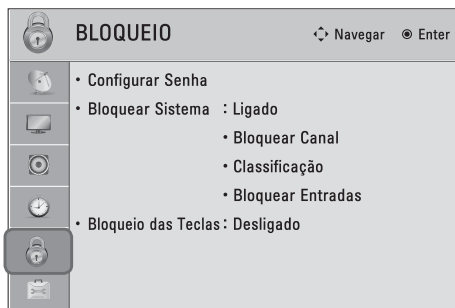 BLOQUEIO Navegar Enter
• Configurar Senha
• Bloquear Sistema : Ligado
• Bloquear Canal
• Classificação
• Bloquear Entradas
• Bloqueio das Teclas : Desligado